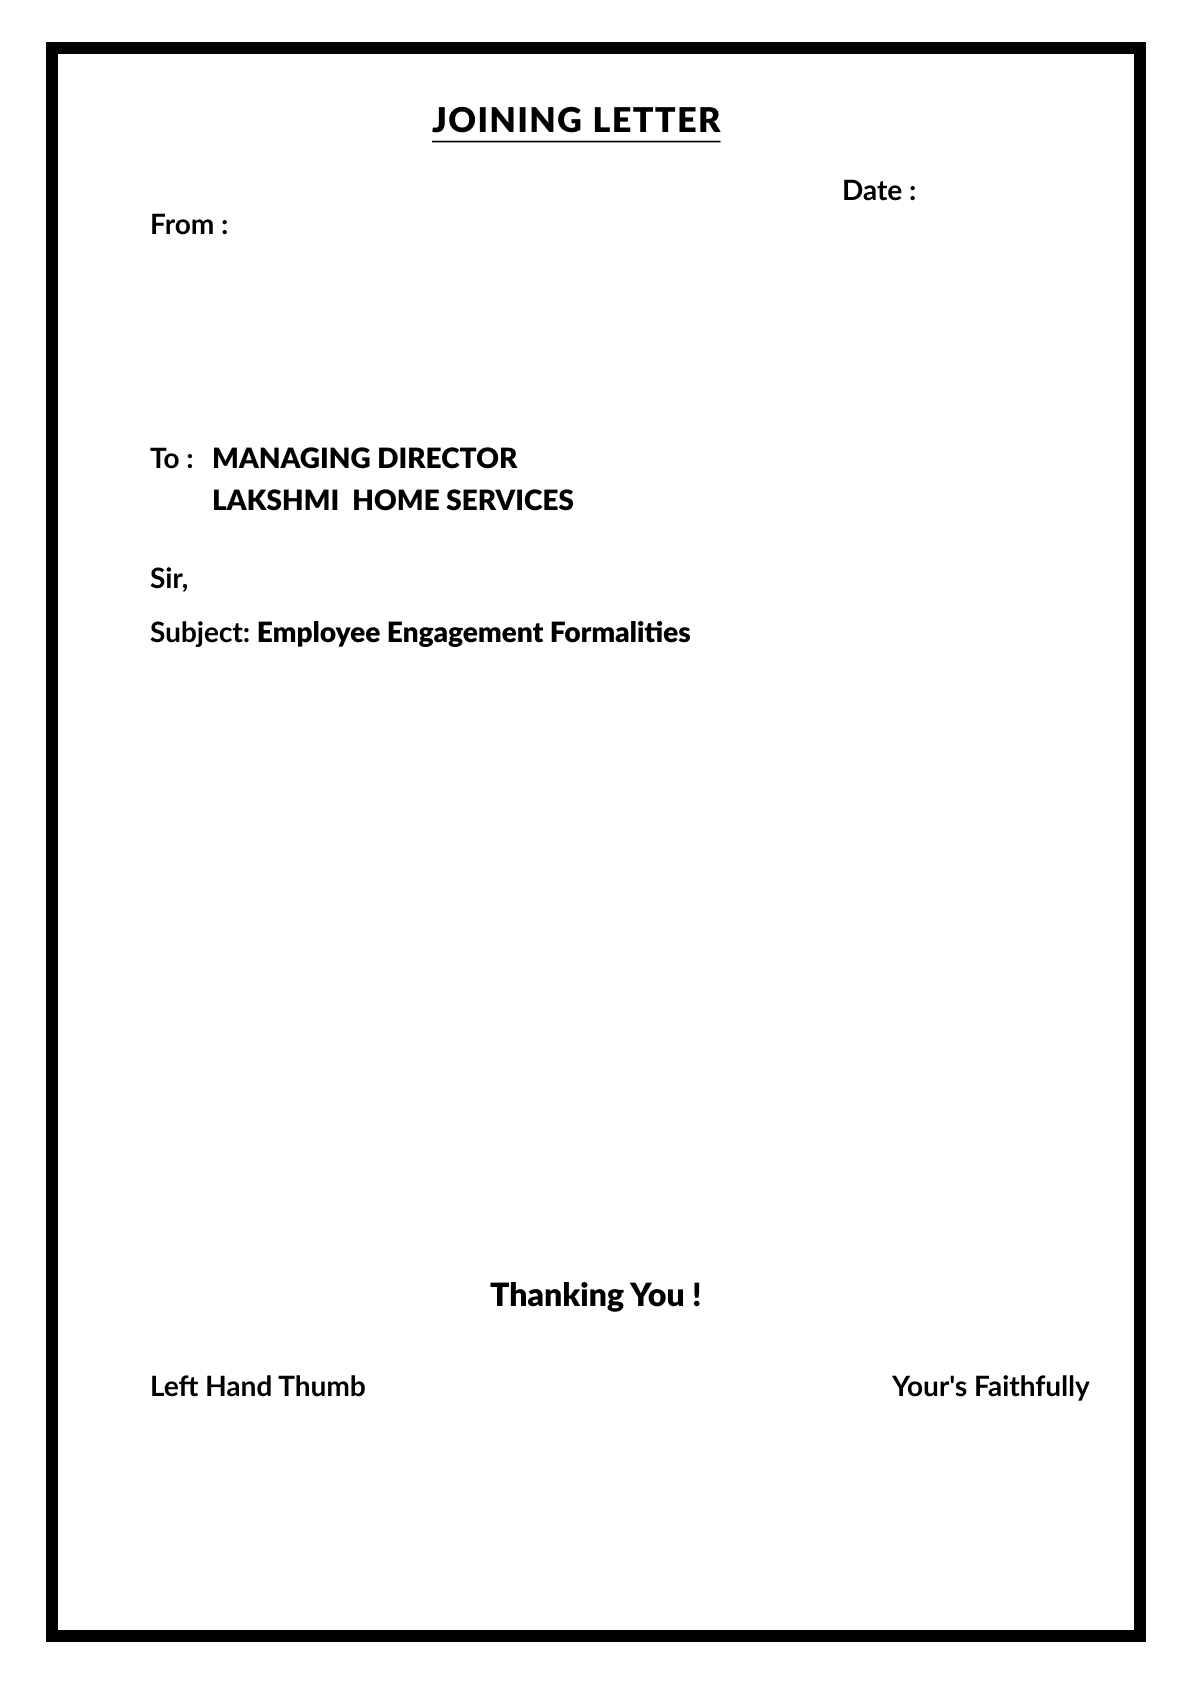 JOINING LETTER
Date :
From :
To : MANAGING DIRECTOR
LAKSHMI  HOME SERVICES
Sir,
Subject: Employee Engagement Formalities
Thanking You !
Left Hand Thumb
Your's Faithfully